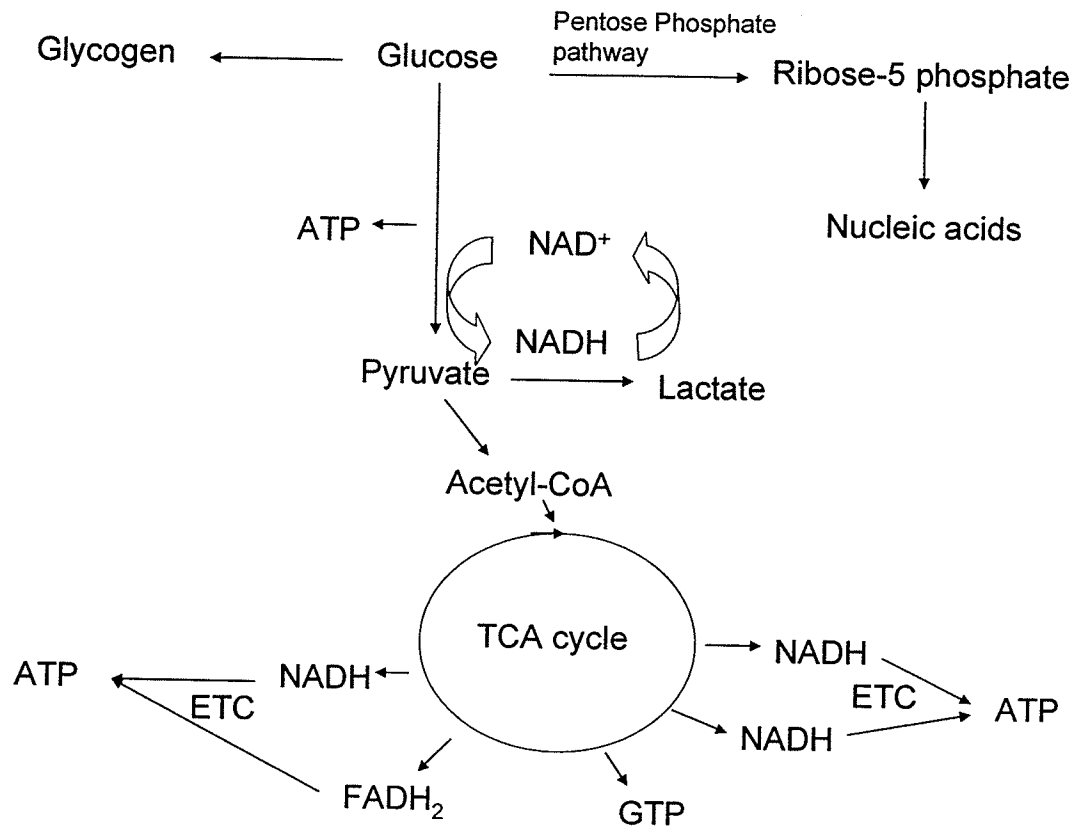 Pentose Phosphate
pathway
Glycogen
Glucose
Ribose-5 phosphate
ATP
NAD⁺
Nucleic acids
NADH
Pyruvate
Lactate
Acetyl-CoA
TCA cycle
ATP
NADH
ETC
NADH
ETC
ATP
NADH
FADH₂
GTP